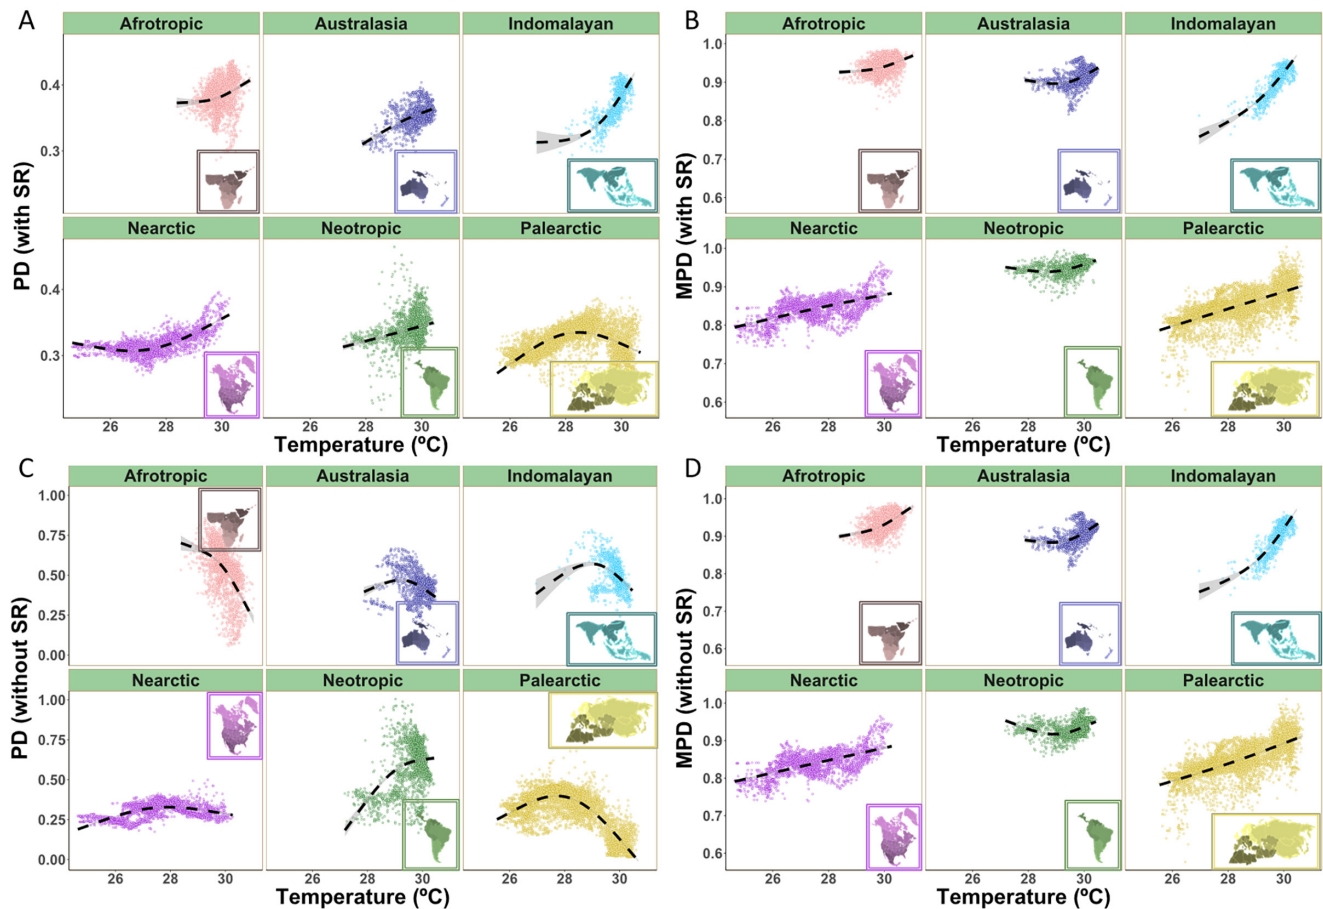 A
Afrotropic Australasia Indomalayan
0.4
0.3
PD (with SR)
Nearctic Neotropic Palearctic
0.4
0.3
26 28 30 26 28 30 26 28 30
Temperature (ºC)
B
Afrotropic Australasia Indomalayan
1.0
0.9
0.8
0.7
0.6
MPD (with SR)
Nearctic Neotropic Palearctic
1.0
0.9
0.8
0.7
0.6
26 28 30 26 28 30 26 28 30
Temperature (ºC)
C
Afrotropic Australasia Indomalayan
1.00
0.75
0.50
0.25
0.00
PD (without SR)
Nearctic Neotropic Palearctic
1.00
0.75
0.50
0.25
0.00
26 28 30 26 28 30 26 28 30
Temperature (ºC)
D
Afrotropic Australasia Indomalayan
1.0
0.9
0.8
0.7
0.6
MPD (without SR)
Nearctic Neotropic Palearctic
1.0
0.9
0.8
0.7
0.6
26 28 30 26 28 30 26 28 30
Temperature (ºC)